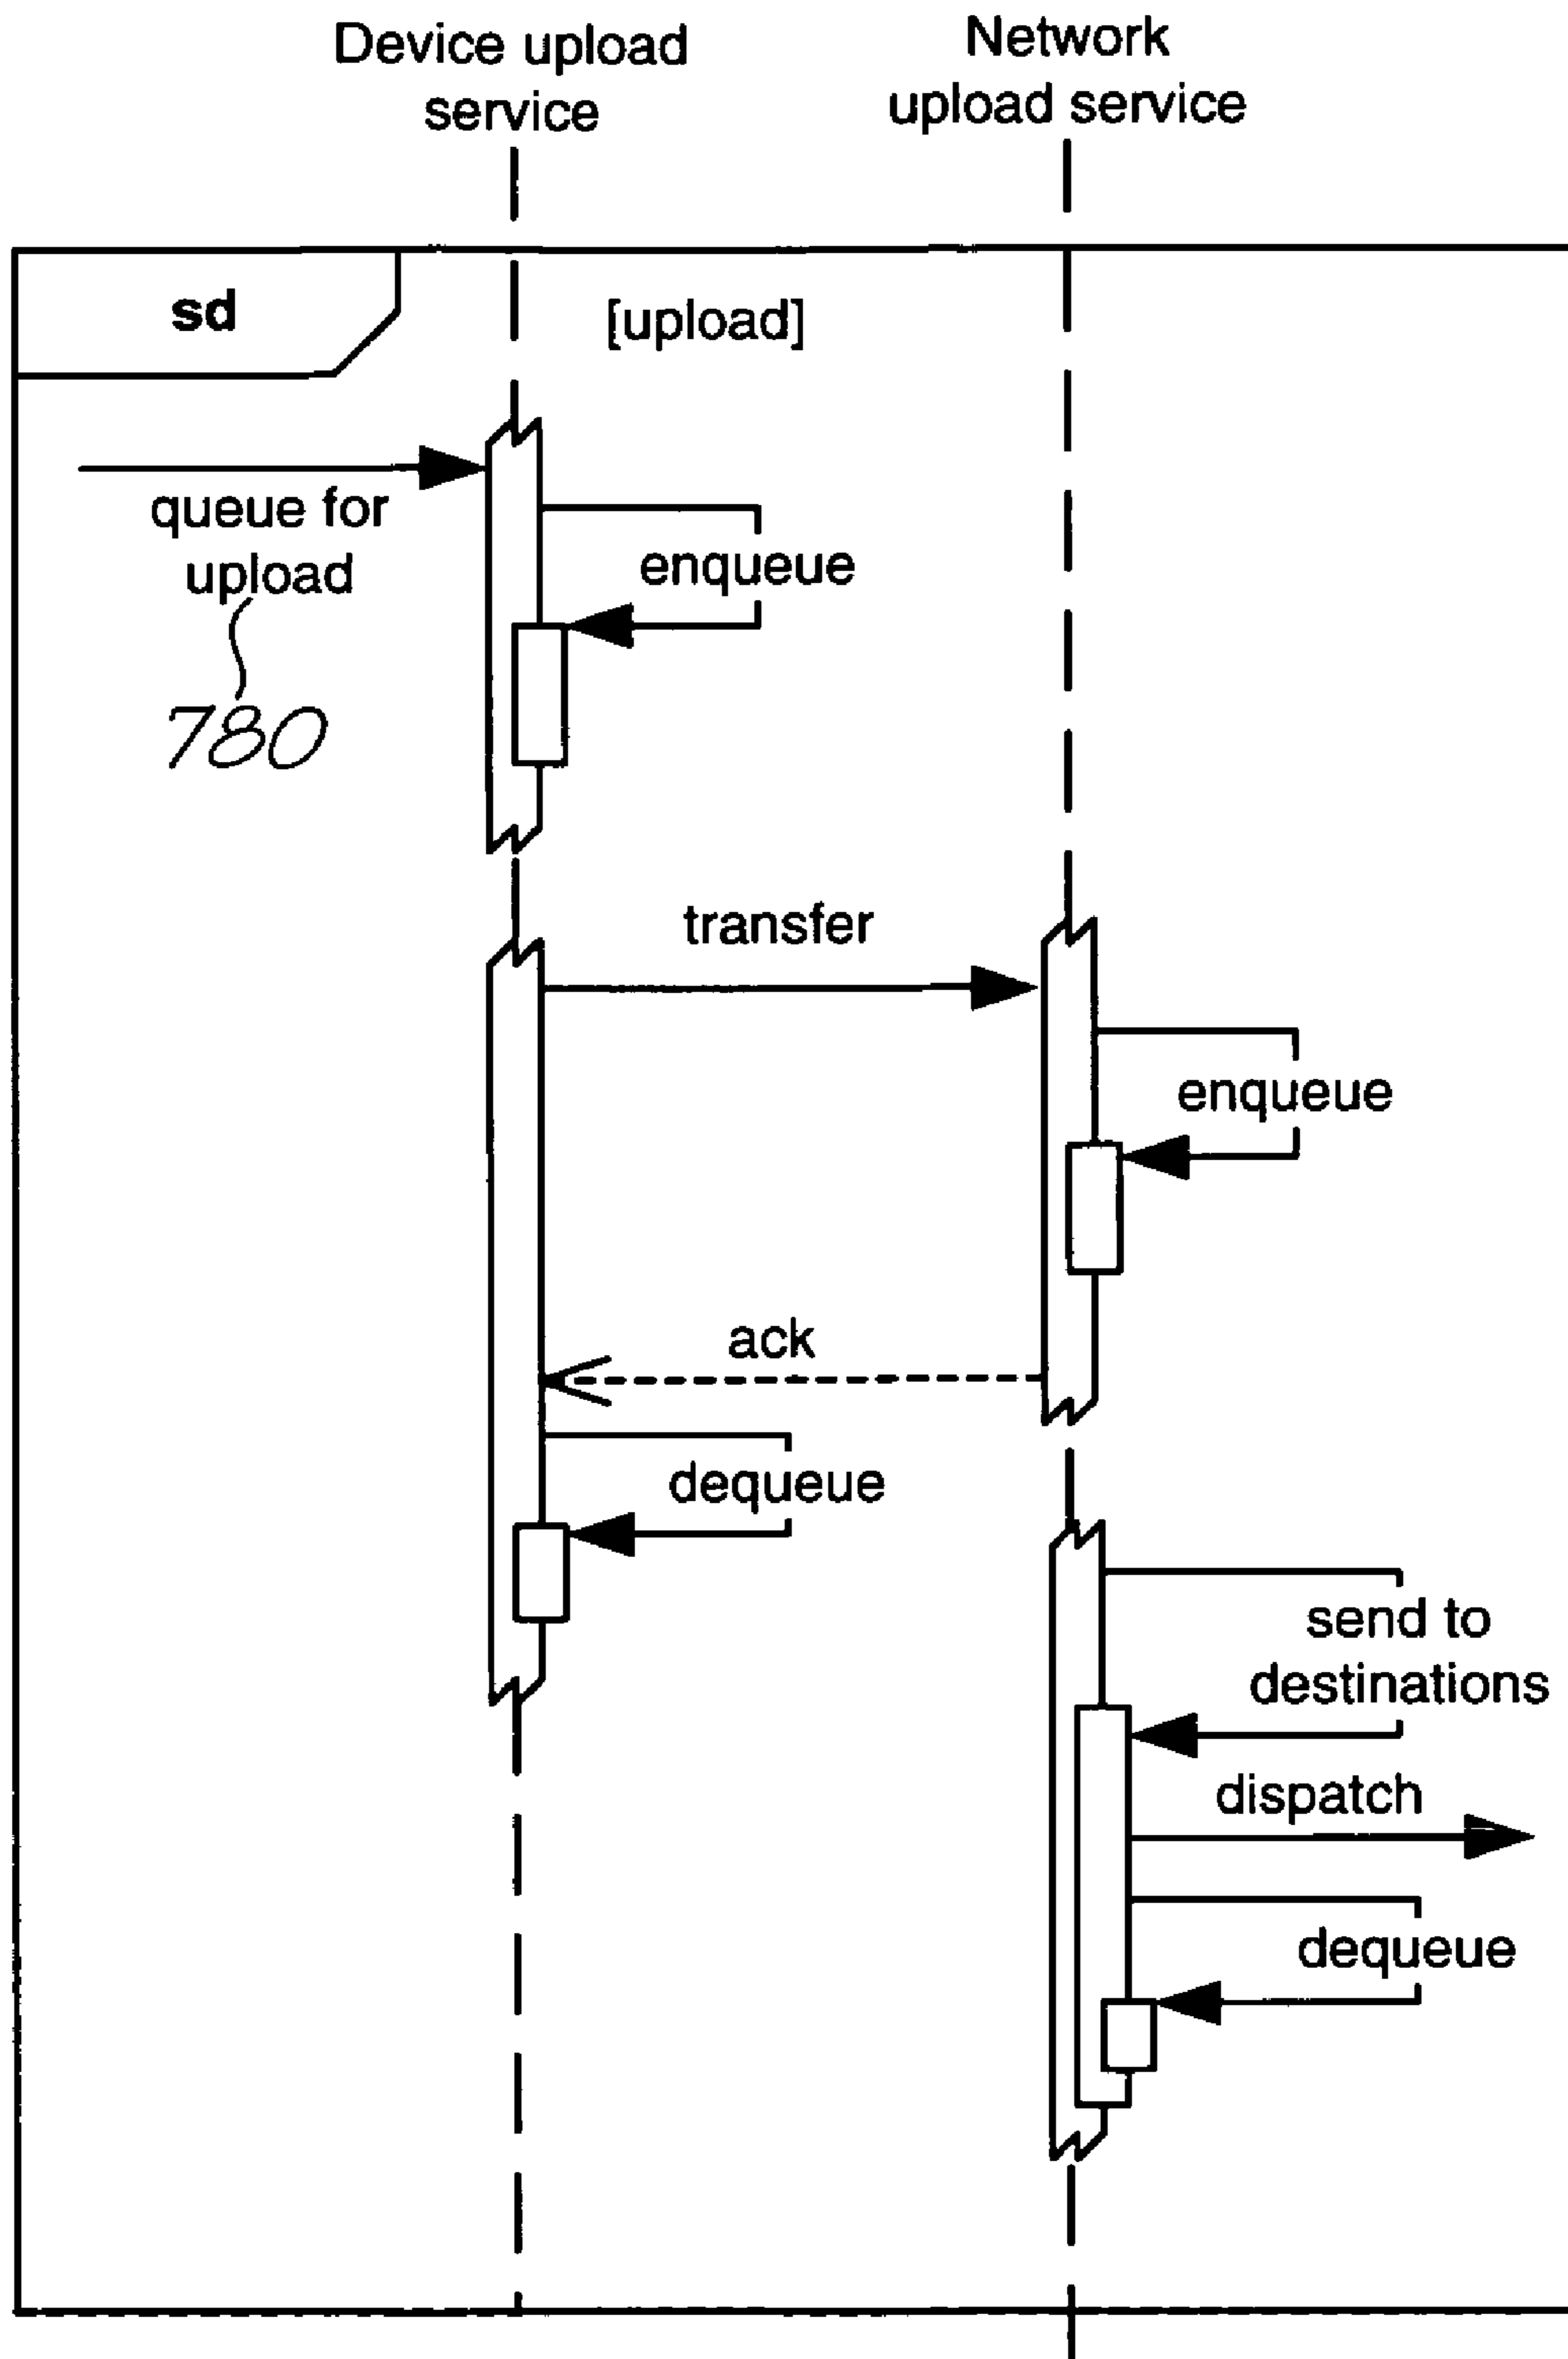 Device upload
service
Network
upload service
sd
[upload]
queue for
upload
780
enqueue
transfer
enqueue
ack
dequeue
send to
destinations
dispatch
dequeue